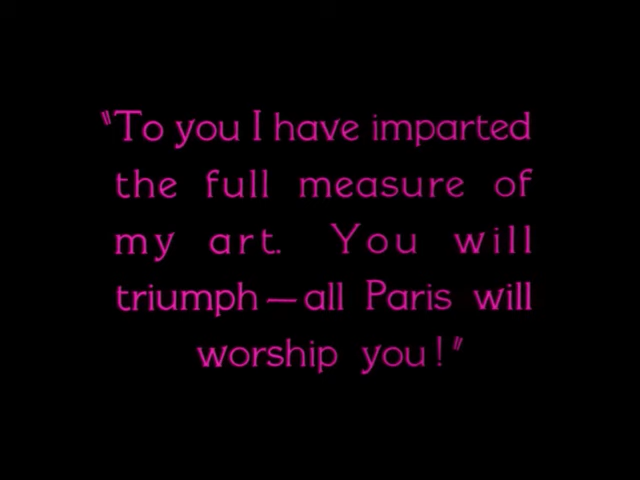 "To you I have imparted
the full measure of
my art. You will
triumph—all Paris will
worship you!"